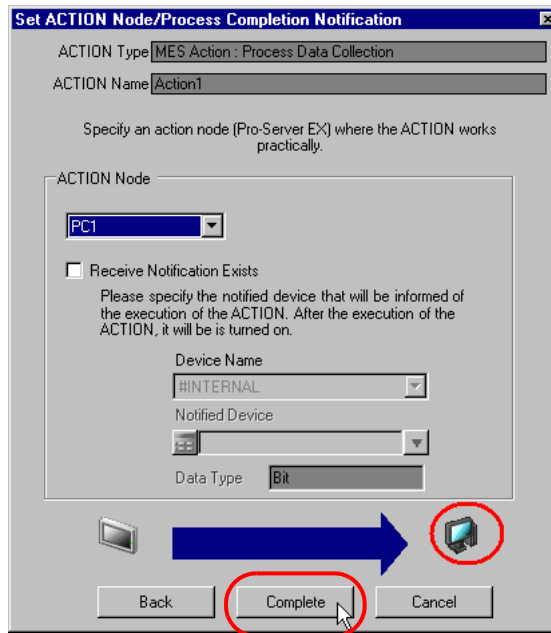 Set ACTION Node/Process Completion Notification
ACTION Type MES Action : Process Data Collection
ACTION Name Action1
Specify an action node (Pro-Server EX) where the ACTION works
practically.
ACTION Node
PC1
Receive Notification Exists
Please specify the notified device that will be informed of
the execution of the ACTION. After the execution of the
ACTION, it will be is turned on.
Device Name
#INTERNAL
Notified Device
Data Type Bit
Back Complete Cancel